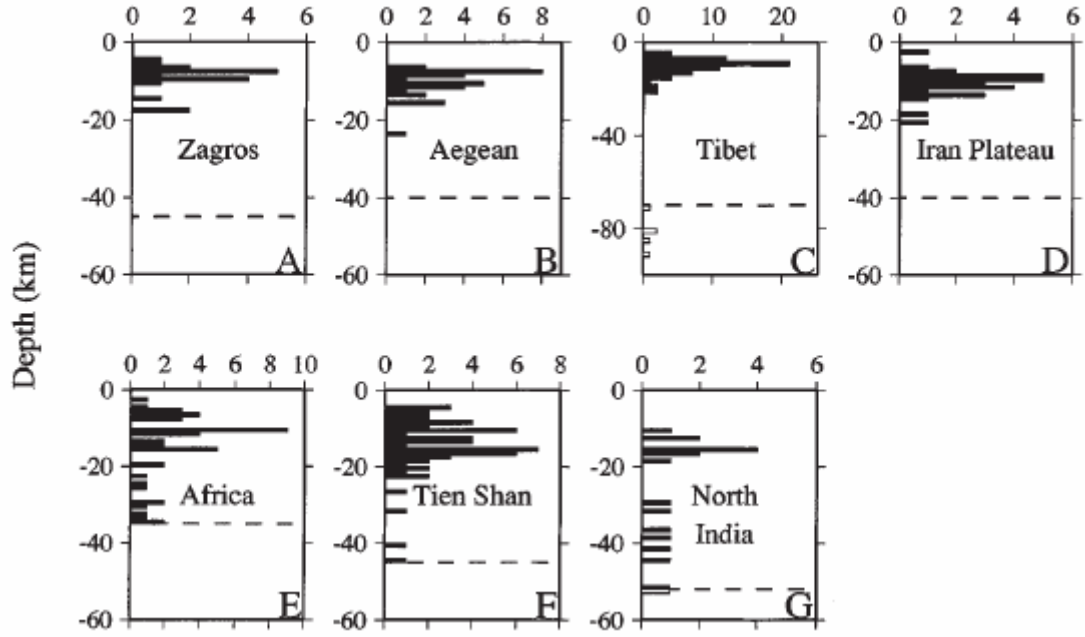 0 2 4 6 0 2 4 6 8 0 10 20 0 2 4 6
0 0 0 0
-20 -20 -40 -20
Zagros Aegean Tibet Iran Plateau
-40 -40 -80 -40
-60 A -60 B C -60 D
Depth (km)
0 2 4 6 8 10 0 2 4 6 8 0 2 4 6
0 0 0
-20 -20 -20
Africa Tien Shan North
India
-40 -40 -40
-60 E -60 F -60 G